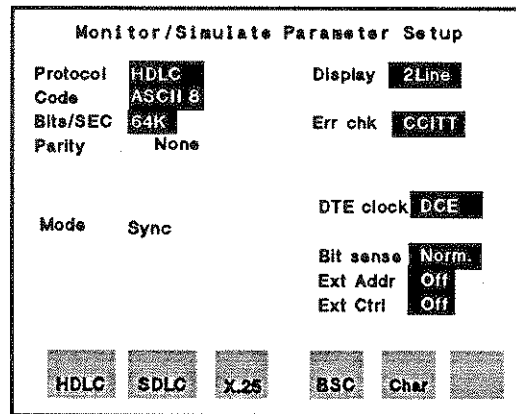 Monitor/Simulate Parameter Setup
Protocol HDLC
Code ASCII 8
Bits/SEC 64K
Parity None
Mode Sync
Display 2Line
Err chk CCITT
DTE clock DCE
Bit sense Norm.
Ext Addr Off
Ext Ctrl Off
HDLC SDLC X.25 BSC Char